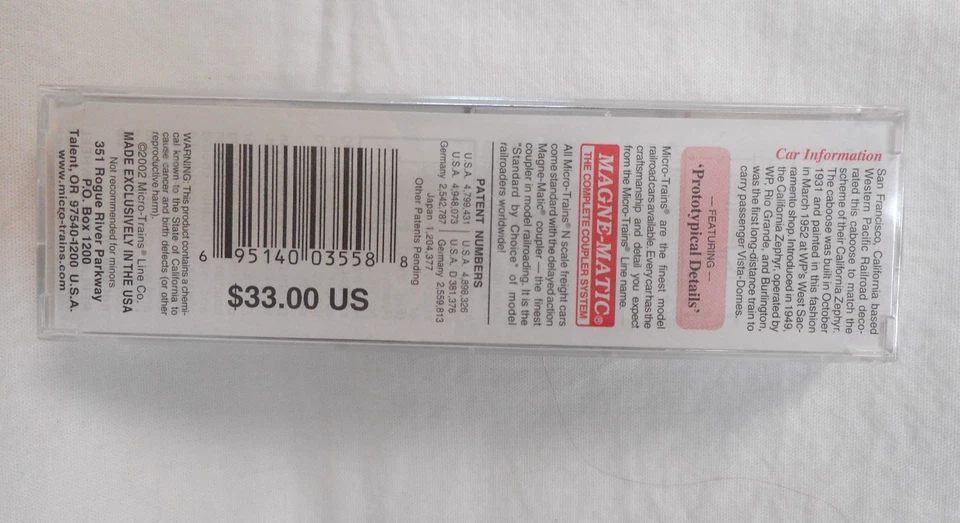 Car Information
San Francisco, California based
Western Pacific Railroad deco-
rated this caboose to match the
scheme of their California Zephyr.
The caboose was built in October
1931 and painted in this fashion
in March 1952 at WP's West Sac-
ramento shop. Introduced in 1949,
the California Zephyr, operated by
WP, Rio Grande, and Burlington,
was the first long-distance train to
carry passenger Vista-Domes.
— FEATURING —
'Prototypical Details'
Micro-Trains® are the finest model
railroad cars available. Every car has the
craftsmanship and detail you expect
from the Micro-Trains® Line name.
MAGNE-MATIC®
THE COMPLETE COUPLER SYSTEM
All Micro-Trains® N scale freight cars
come standard with the delayed action
Magne-Matic® coupler — the finest
coupler in model railroading. It is the
"Standard by Choice" of model
railroaders worldwide!
PATENT NUMBERS
U.S.A. 4,799,431 U.S.A. 4,898,326
U.S.A. 4,948,073 U.S.A. D 381,376
Germany 2,542,787 Germany 2,559,813
Japan 1,204,377
Other Patents Pending
6 95140 03558 8
$33.00 US
WARNING: This product contains a chemi-
cal known to the State of California to
cause cancer and birth defects (or other
reproductive harm).
©2002 Micro-Trains® Line Co.
MADE EXCLUSIVELY IN THE USA
Not recommended for minors
351 Rogue River Parkway
P.O. Box 1200
Talent, OR 97540-1200 U.S.A.
www.micro-trains.com